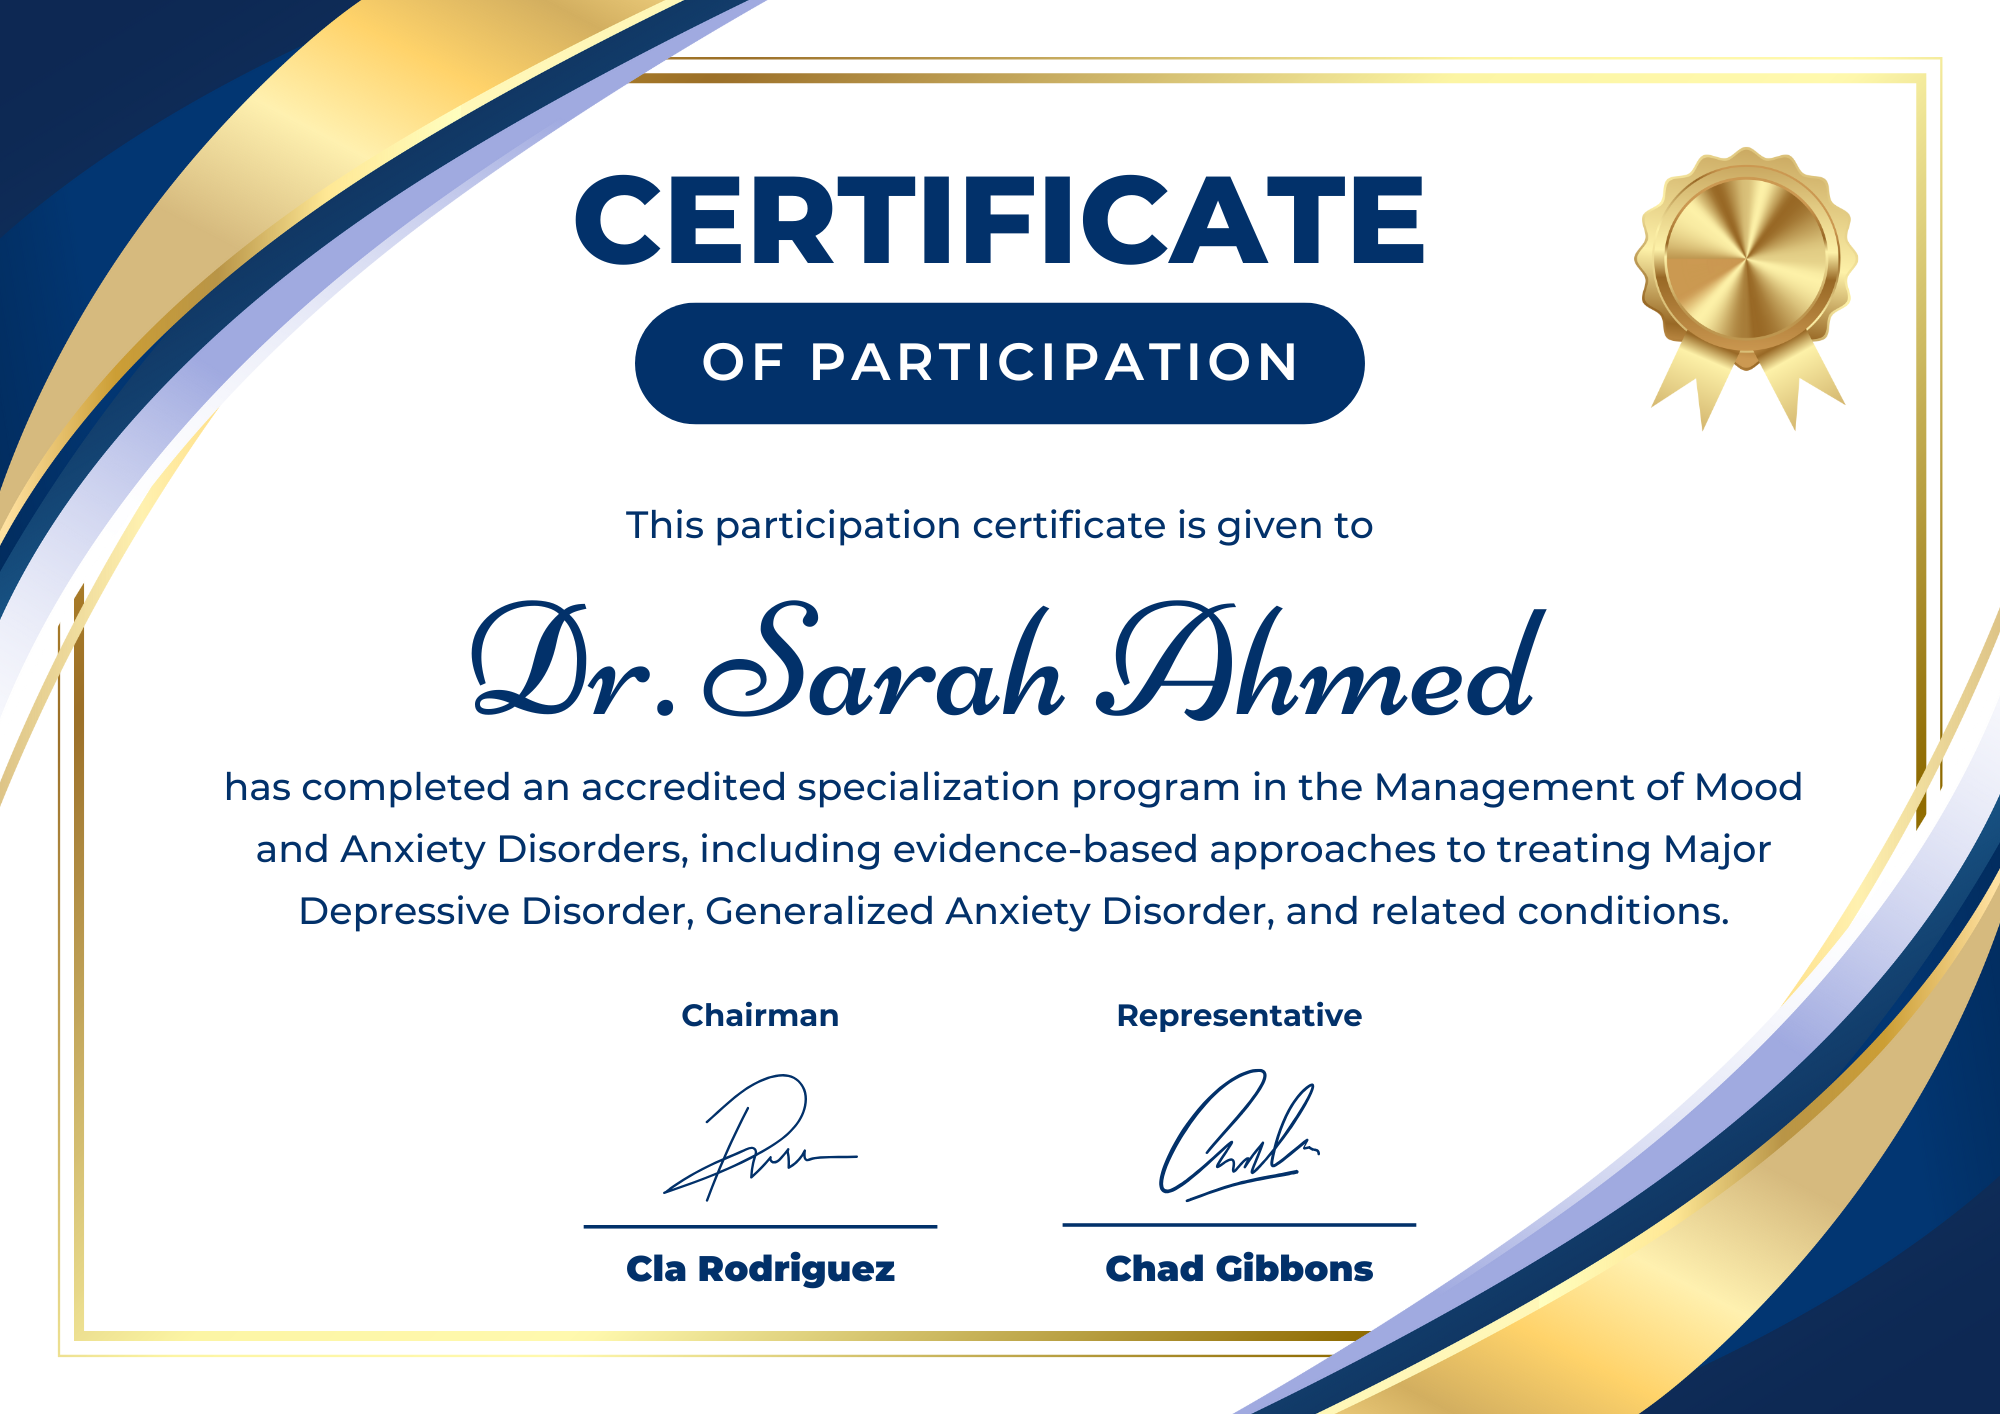 CERTIFICATE
OF PARTICIPATION
This participation certificate is given to
Dr. Sarah Ahmed
has completed an accredited specialization program in the Management of Mood
and Anxiety Disorders, including evidence-based approaches to treating Major
Depressive Disorder, Generalized Anxiety Disorder, and related conditions.
Chairman
Representative
Cla Rodriguez
Chad Gibbons